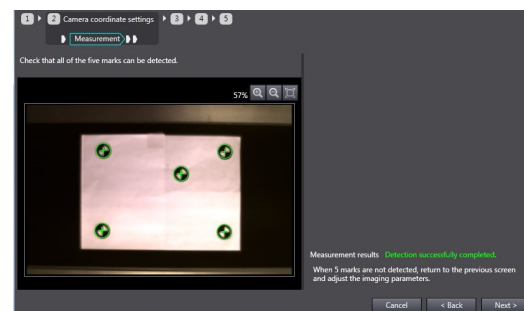 1 2 Camera coordinate settings 3 4 5
Measurement
Check that all of the five marks can be detected.
57%
Measurement results Detection successfully completed.
When 5 marks are not detected, return to the previous screen
and adjust the imaging parameters.
Cancel < Back Next >